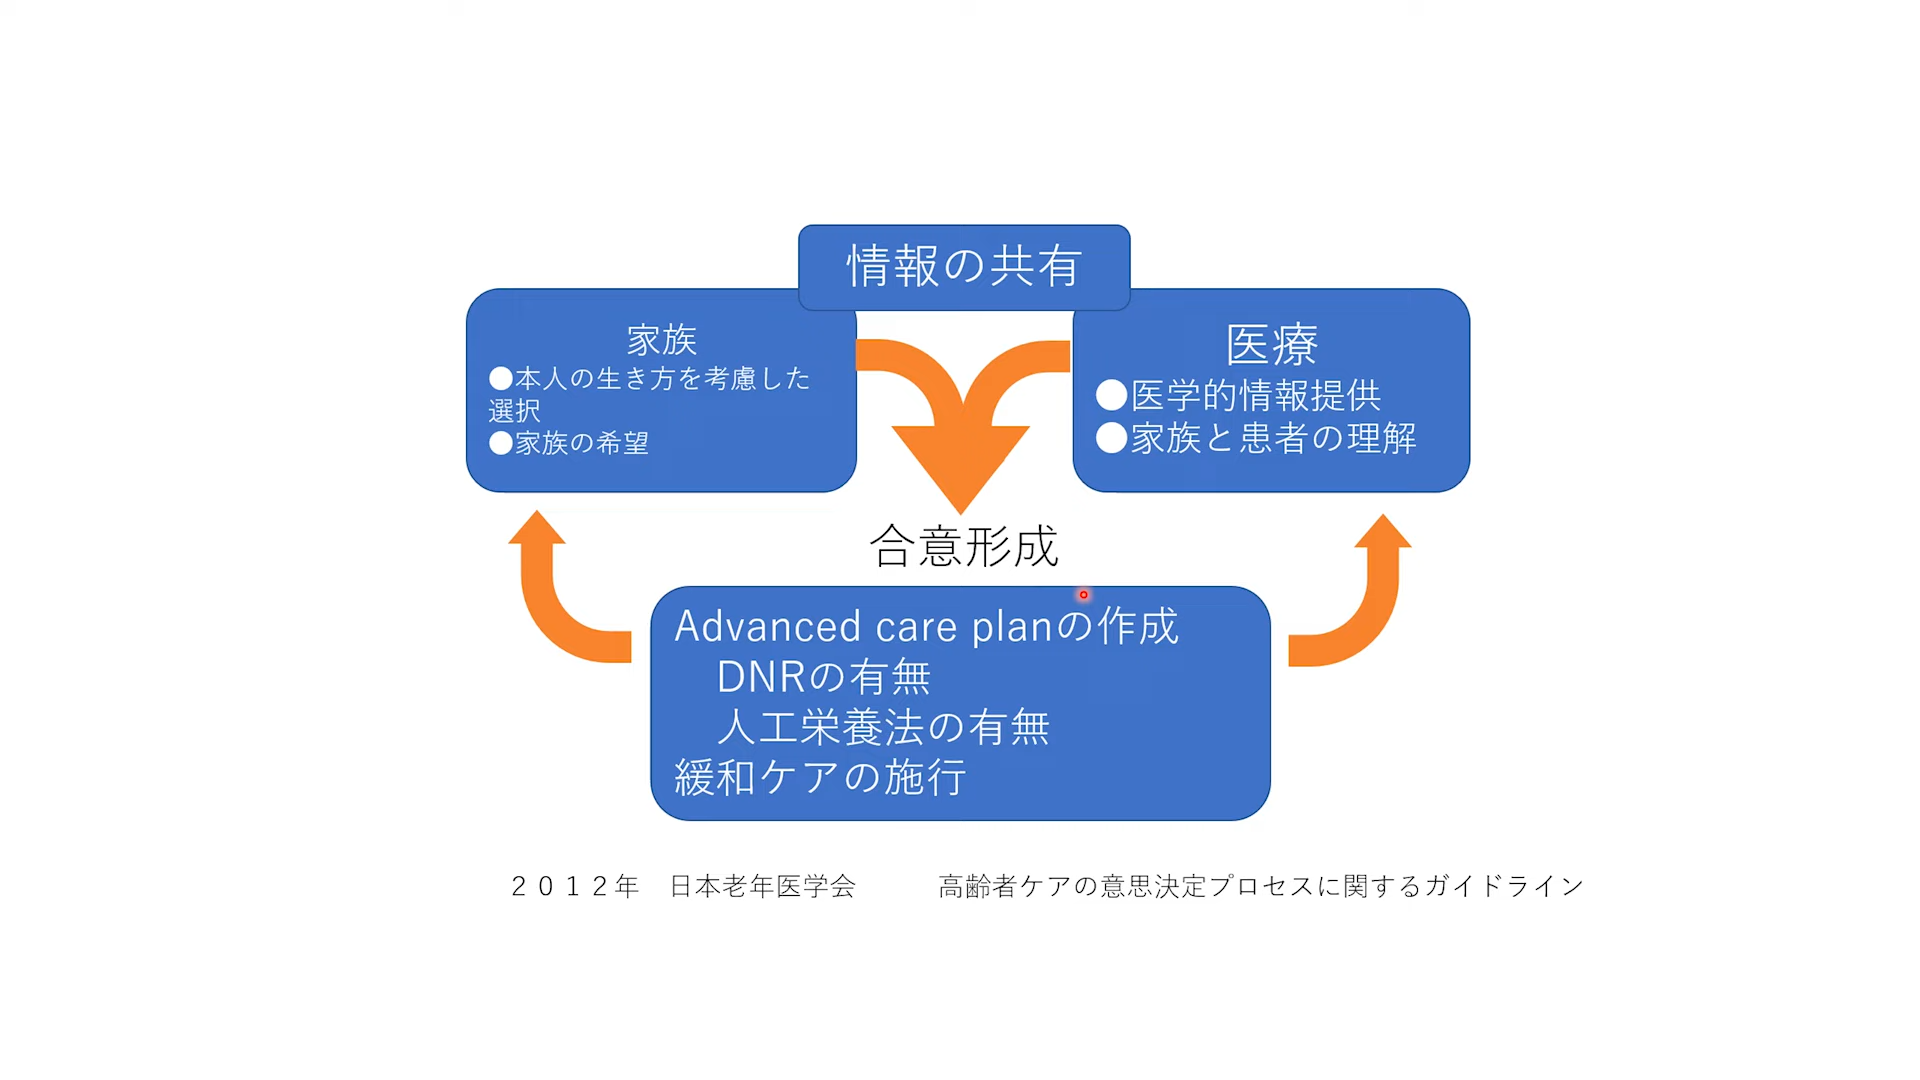 情報の共有
家族
●本人の生き方を考慮した
選択
●家族の希望
医療
●医学的情報提供
●家族と患者の理解
合意形成
Advanced care planの作成
DNRの有無
人工栄養法の有無
緩和ケアの施行
２０１２年　日本老年医学会　　　高齢者ケアの意思決定プロセスに関するガイドライン